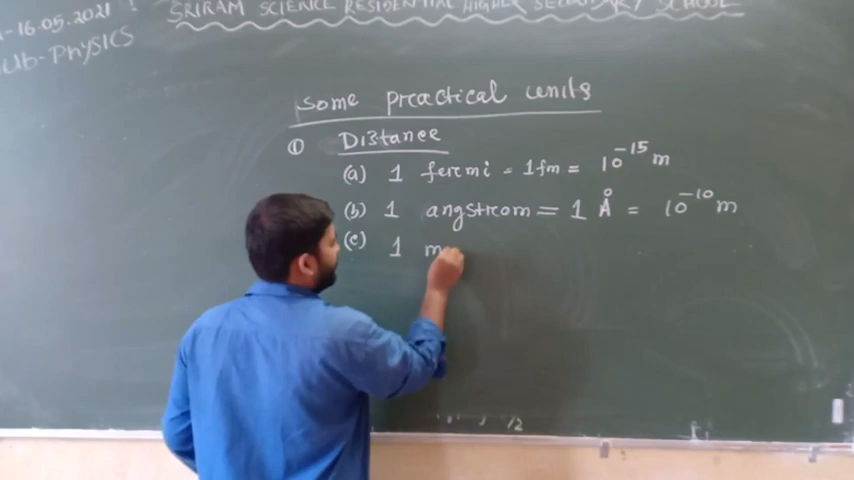 16.05.2021
SRIRAM SCIENCE RESIDENTIAL HIGHER SECONDARY SCHOOL
Sub-PHYSICS
Some practical units
① Distance
(a) 1 fermi = 1fm = 10⁻¹⁵ m
(b) 1 angstrom = 1 Å = 10⁻¹⁰ m
(c) 1 m